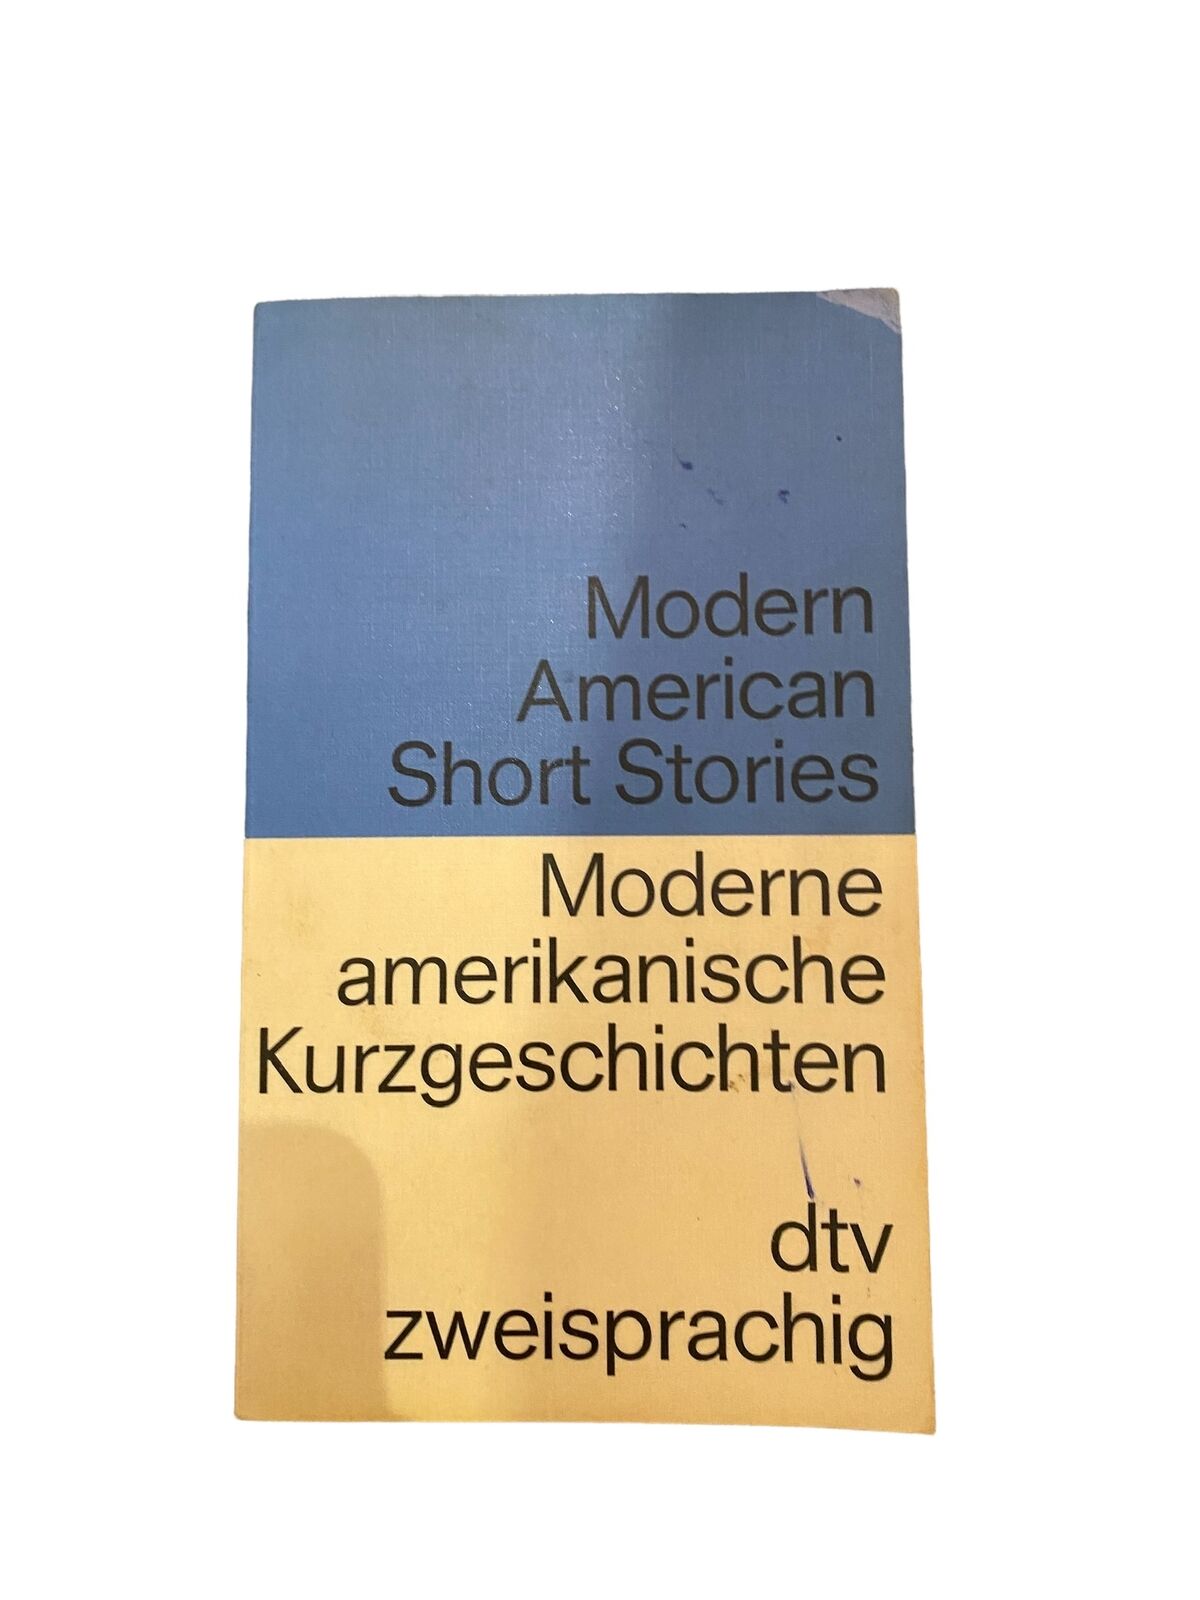 Modern
American
Short Stories
Moderne
amerikanische
Kurzgeschichten
dtv
zweisprachig